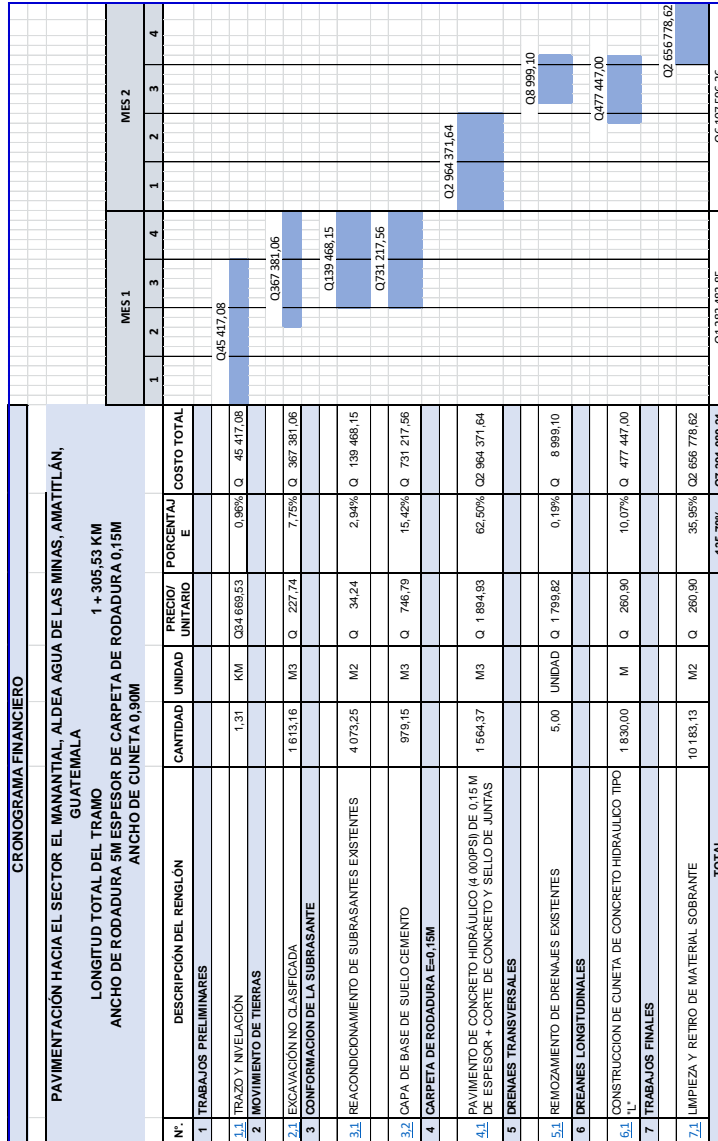 CRONOGRAMA FINANCIERO
PAVIMENTACIÓN HACIA EL SECTOR EL MANANTIAL, ALDEA AGUA DE LAS MINAS, AMATITLÁN,
GUATEMALA
LONGITUD TOTAL DEL TRAMO 1 + 305,53 KM
ANCHO DE RODADURA 5M ESPESOR DE CARPETA DE RODADURA 0,15M
ANCHO DE CUNETA 0,90M
MES 1 MES 2
N°. DESCRIPCIÓN DEL RENGLÓN CANTIDAD UNIDAD PRECIO/ UNITARIO PORCENTAJ E COSTO TOTAL 1 2 3 4 1 2 3 4
1 TRABAJOS PRELIMINARES
Q45 417,08
1,1 TRAZO Y NIVELACIÓN 1,31 KM Q34 669,53 0,96% Q 45 417,08
2 MOVIMIENTO DE TIERRAS
Q367 381,06
2,1 EXCAVACIÓN NO CLASIFICADA 1 613,16 M3 Q 227,74 7,75% Q 367 381,06
3 CONFORMACION DE LA SUBRASANTE
Q139 468,15
3,1 REACONDICIONAMIENTO DE SUBRASANTES EXISTENTES 4 073,25 M2 Q 34,24 2,94% Q 139 468,15
Q731 217,56
3,2 CAPA DE BASE DE SUELO CEMENTO 979,15 M3 Q 746,79 15,42% Q 731 217,56
4 CARPETA DE RODADURA E=0,15M
Q2 964 371,64
4,1 PAVIMENTO DE CONCRETO HIDRÁULICO (4 000PSI) DE 0,15 M
DE ESPESOR + CORTE DE CONCRETO Y SELLO DE JUNTAS 1 564,37 M3 Q 1 894,93 62,50% Q2 964 371,64
5 DRENAES TRANSVERSALES
Q8 999,10
5,1 REMOZAMIENTO DE DRENAJES EXISTENTES 5,00 UNIDAD Q 1 799,82 0,19% Q 8 999,10
6 DREANES LONGITUDINALES
Q477 447,00
6,1 CONSTRUCCION DE CUNETA DE CONCRETO HIDRAULICO TIPO
"L" 1 830,00 M Q 260,90 10,07% Q 477 447,00
7 TRABAJOS FINALES
Q2 656 778,62
7,1 LIMPIEZA Y RETIRO DE MATERIAL SOBRANTE 10 183,13 M2 Q 260,90 35,95% Q2 656 778,62
TOTAL